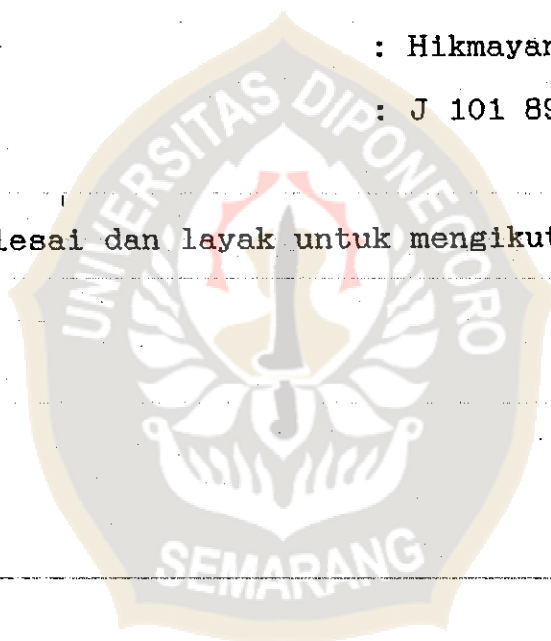 : Hikmayan
: J 101 89
lesai dan layak untuk mengikut
UNIVERSITAS DIPONEGORO
SEMARANG